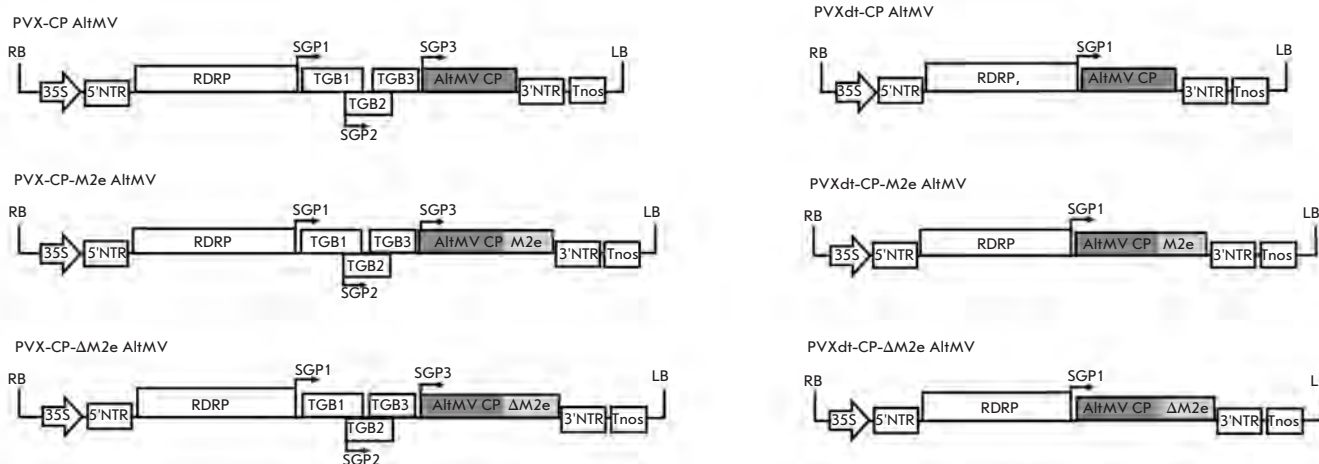 PVX-CP AltMV
RB
35S
5'NTR
RDRP
SGP1
TGB1
TGB2
SGP2
TGB3
SGP3
AltMV CP
3'NTR
Tnos
LB
PVX-CP-M2e AltMV
RB
35S
5'NTR
RDRP
SGP1
TGB1
TGB2
SGP2
TGB3
SGP3
AltMV CP
M2e
3'NTR
Tnos
LB
PVX-CP-ΔM2e AltMV
RB
35S
5'NTR
RDRP
SGP1
TGB1
TGB2
SGP2
TGB3
SGP3
AltMV CP
ΔM2e
3'NTR
Tnos
LB
PVXdt-CP AltMV
RB
35S
5'NTR
RDRP,
SGP1
AltMV CP
3'NTR
Tnos
LB
PVXdt-CP-M2e AltMV
RB
35S
5'NTR
RDRP
SGP1
AltMV CP
M2e
3'NTR
Tnos
LB
PVXdt-CP-ΔM2e AltMV
RB
35S
5'NTR
RDRP
SGP1
AltMV CP
ΔM2e
3'NTR
Tnos